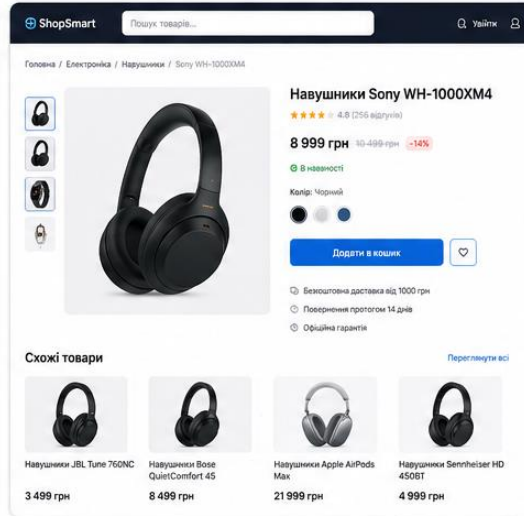 ShopSmart
Пошук товарів...
Увійти
Головна / Електроніка / Навушники / Sony WH-1000XM4
Навушники Sony WH-1000XM4
4.8 (256 відгуків)
8 999 грн 10 499 грн -14%
В наявності
Колір: Чорний
Додати в кошик
Безкоштовна доставка від 1000 грн
Повернення протогом 14 днів
Офіційна гарантія
Схожі товари
Переглянути всі
Навушники JBL Tune 760NC
3 499 грн
Навушники Bose
QuietComfort 45
8 499 грн
Навушники Apple AirPods
Max
21 999 грн
Навушники Sennheiser HD
450BT
4 999 грн